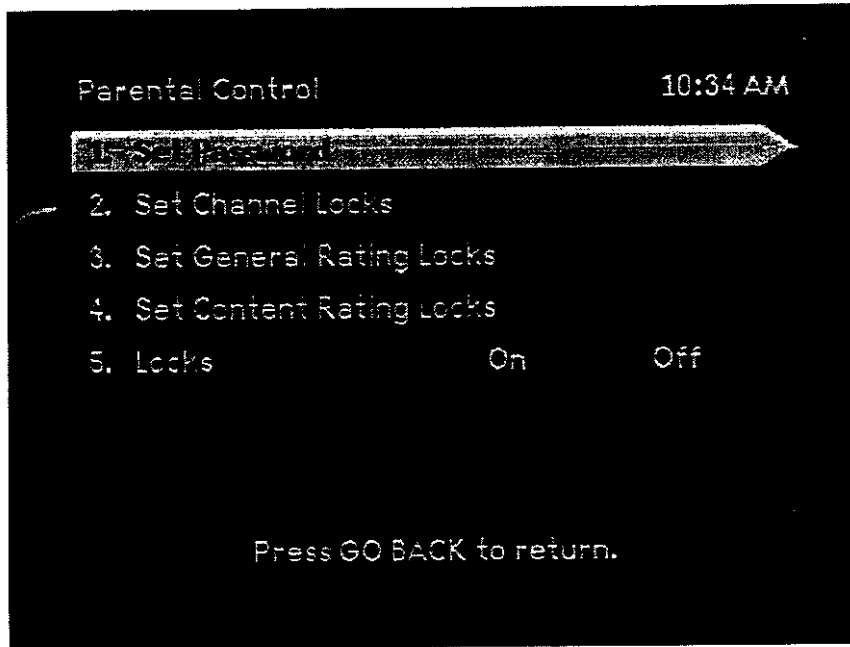 Parental Control 10:34 AM
1. Set Password
2. Set Channel Locks
3. Set General Rating Locks
4. Set Content Rating Locks
5. Locks On Off
Press GO BACK to return.